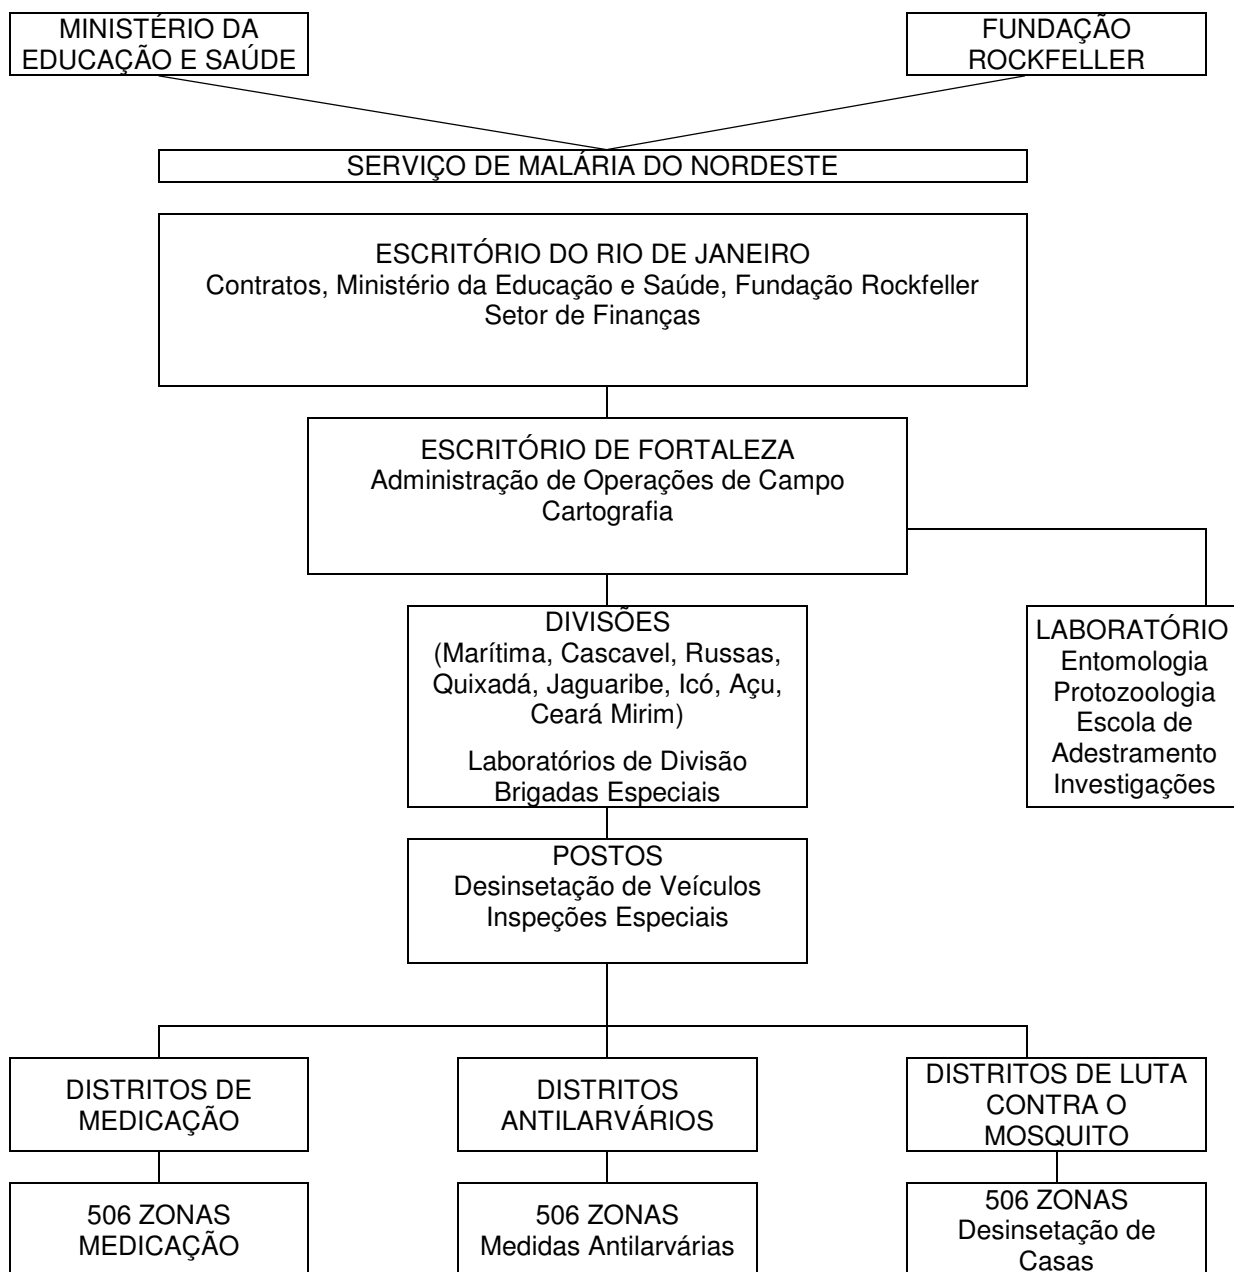 MINISTÉRIO DA
EDUCAÇÃO E SAÚDE
FUNDAÇÃO
ROCKFELLER
SERVIÇO DE MALÁRIA DO NORDESTE
ESCRITÓRIO DO RIO DE JANEIRO
Contratos, Ministério da Educação e Saúde, Fundação Rockfeller
Setor de Finanças
ESCRITÓRIO DE FORTALEZA
Administração de Operações de Campo
Cartografia
DIVISÕES
(Marítima, Cascavel, Russas,
Quixadá, Jaguaribe, Icó, Açu,
Ceará Mirim)
Laboratórios de Divisão
Brigadas Especiais
LABORATÓRIO
Entomologia
Protozoologia
Escola de
Adestramento
Investigações
POSTOS
Desinsetação de Veículos
Inspeções Especiais
DISTRITOS DE
MEDICAÇÃO
DISTRITOS
ANTILARVÁRIOS
DISTRITOS DE LUTA
CONTRA O
MOSQUITO
506 ZONAS
MEDICAÇÃO
506 ZONAS
Medidas Antilarvárias
506 ZONAS
Desinsetação de
Casas